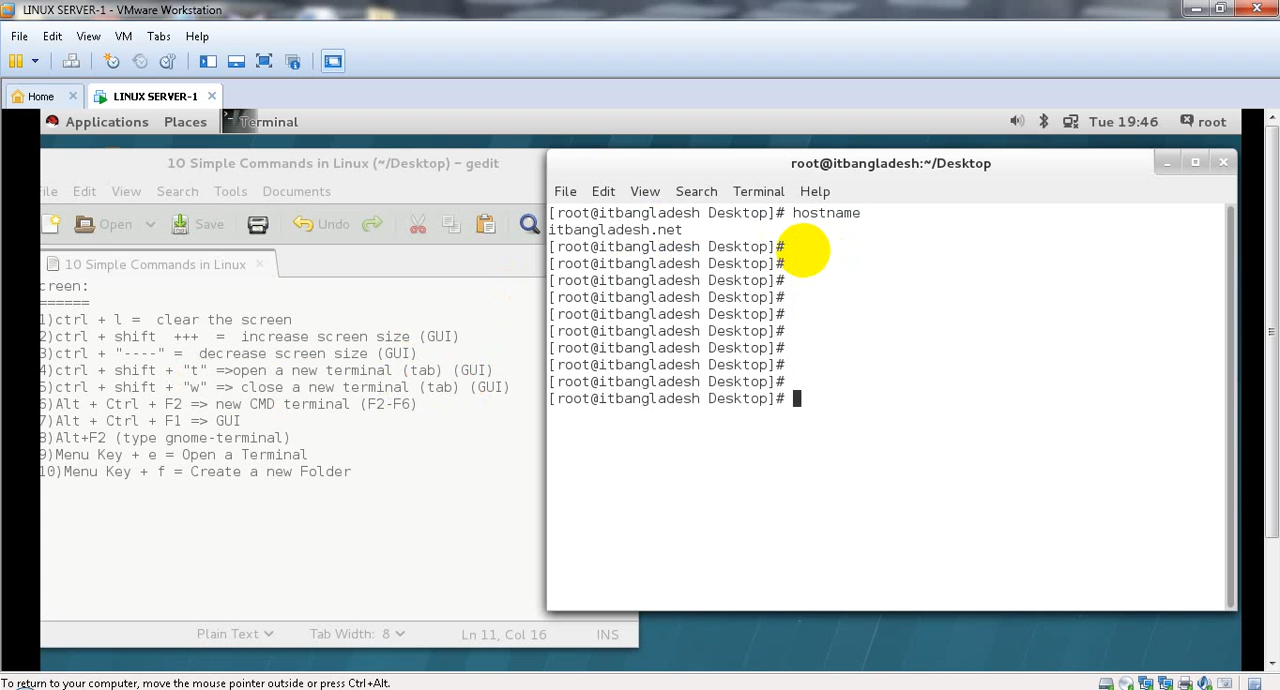 LINUX SERVER-1 - VMware Workstation
File Edit View VM Tabs Help
Home LINUX SERVER-1
Applications Places Terminal Tue 19:46 root
10 Simple Commands in Linux (~/Desktop) - gedit
ile Edit View Search Tools Documents
Open Save Undo
10 Simple Commands in Linux
creen:
======
1)ctrl + l = clear the screen
2)ctrl + shift +++ = increase screen size (GUI)
3)ctrl + "----" = decrease screen size (GUI)
4)ctrl + shift + "t" =>open a new terminal (tab) (GUI)
5)ctrl + shift + "w" => close a new terminal (tab) (GUI)
6)Alt + Ctrl + F2 => new CMD terminal (F2-F6)
7)Alt + Ctrl + F1 => GUI
8)Alt+F2 (type gnome-terminal)
9)Menu Key + e = Open a Terminal
10)Menu Key + f = Create a new Folder
Plain Text Tab Width: 8 Ln 11, Col 16 INS
root@itbangladesh:~/Desktop
File Edit View Search Terminal Help
[root@itbangladesh Desktop]# hostname
itbangladesh.net
[root@itbangladesh Desktop]#
[root@itbangladesh Desktop]#
[root@itbangladesh Desktop]#
[root@itbangladesh Desktop]#
[root@itbangladesh Desktop]#
[root@itbangladesh Desktop]#
[root@itbangladesh Desktop]#
[root@itbangladesh Desktop]#
[root@itbangladesh Desktop]#
[root@itbangladesh Desktop]#
To return to your computer, move the mouse pointer outside or press Ctrl+Alt.